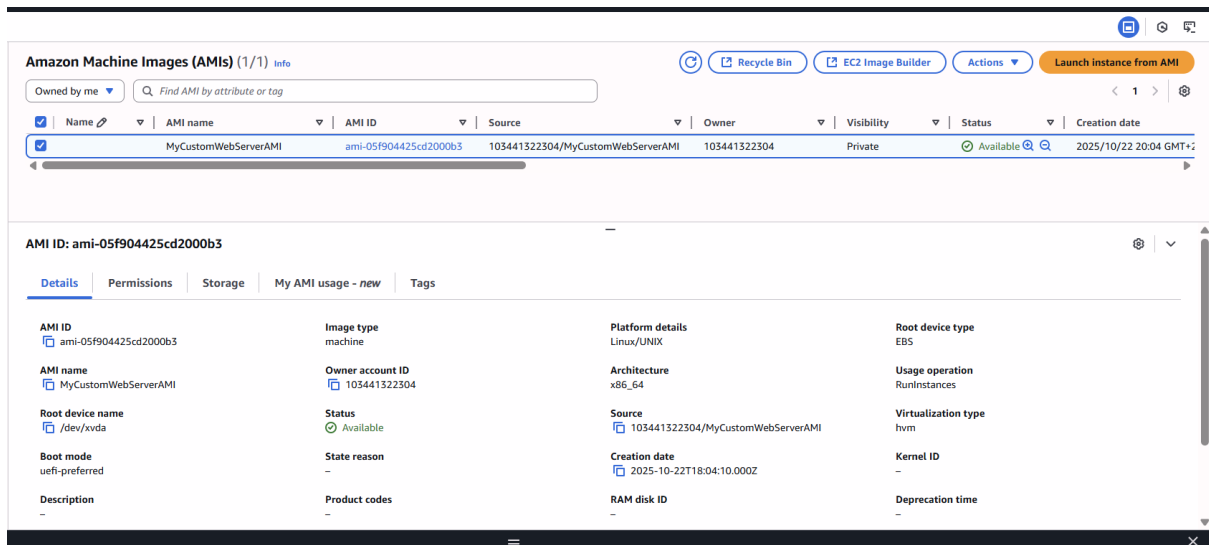 Amazon Machine Images (AMIs) (1/1) Info
Recycle Bin
EC2 Image Builder
Actions
Launch instance from AMI
Owned by me
Find AMI by attribute or tag
1
Name AMI name AMI ID Source Owner Visibility Status Creation date
MyCustomWebServerAMI ami-05f904425cd2000b3 103441322304/MyCustomWebServerAMI 103441322304 Private Available 2025/10/22 20:04 GMT+2
AMI ID: ami-05f904425cd2000b3
Details Permissions Storage My AMI usage - new Tags
AMI ID Image type Platform details Root device type
ami-05f904425cd2000b3 machine Linux/UNIX EBS
AMI name Owner account ID Architecture Usage operation
MyCustomWebServerAMI 103441322304 x86_64 RunInstances
Root device name Status Source Virtualization type
/dev/xvda Available 103441322304/MyCustomWebServerAMI hvm
Boot mode State reason Creation date Kernel ID
uefi-preferred – 2025-10-22T18:04:10.000Z –
Description Product codes RAM disk ID Deprecation time
– – – –